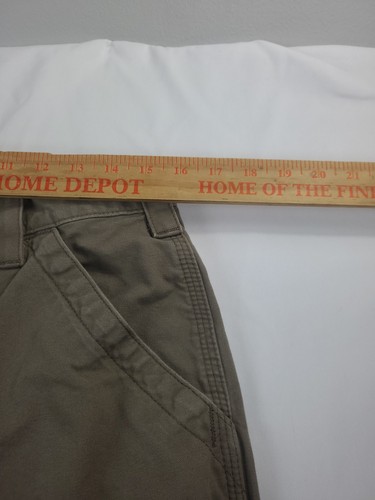 11 12 13 14 15 16 17 18 19 20 21
HOME DEPOT HOME OF THE FINE